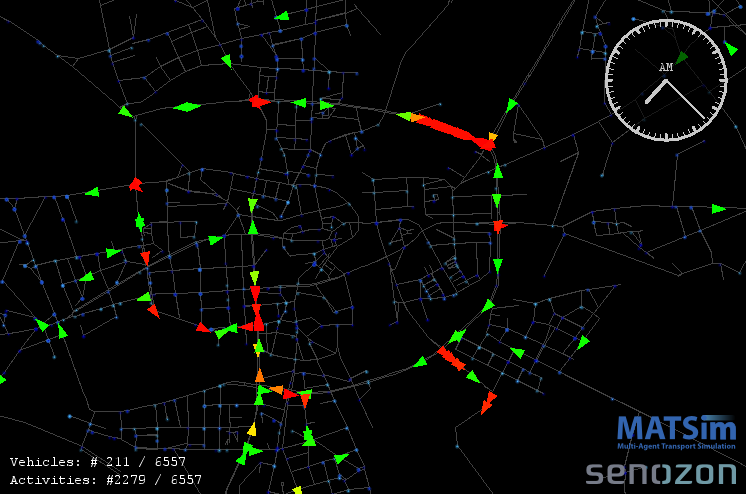 AM
MATSim
Multi-Agent Transport Simulation
senozon
Vehicles: # 211 / 6557
Activities: #2279 / 6557